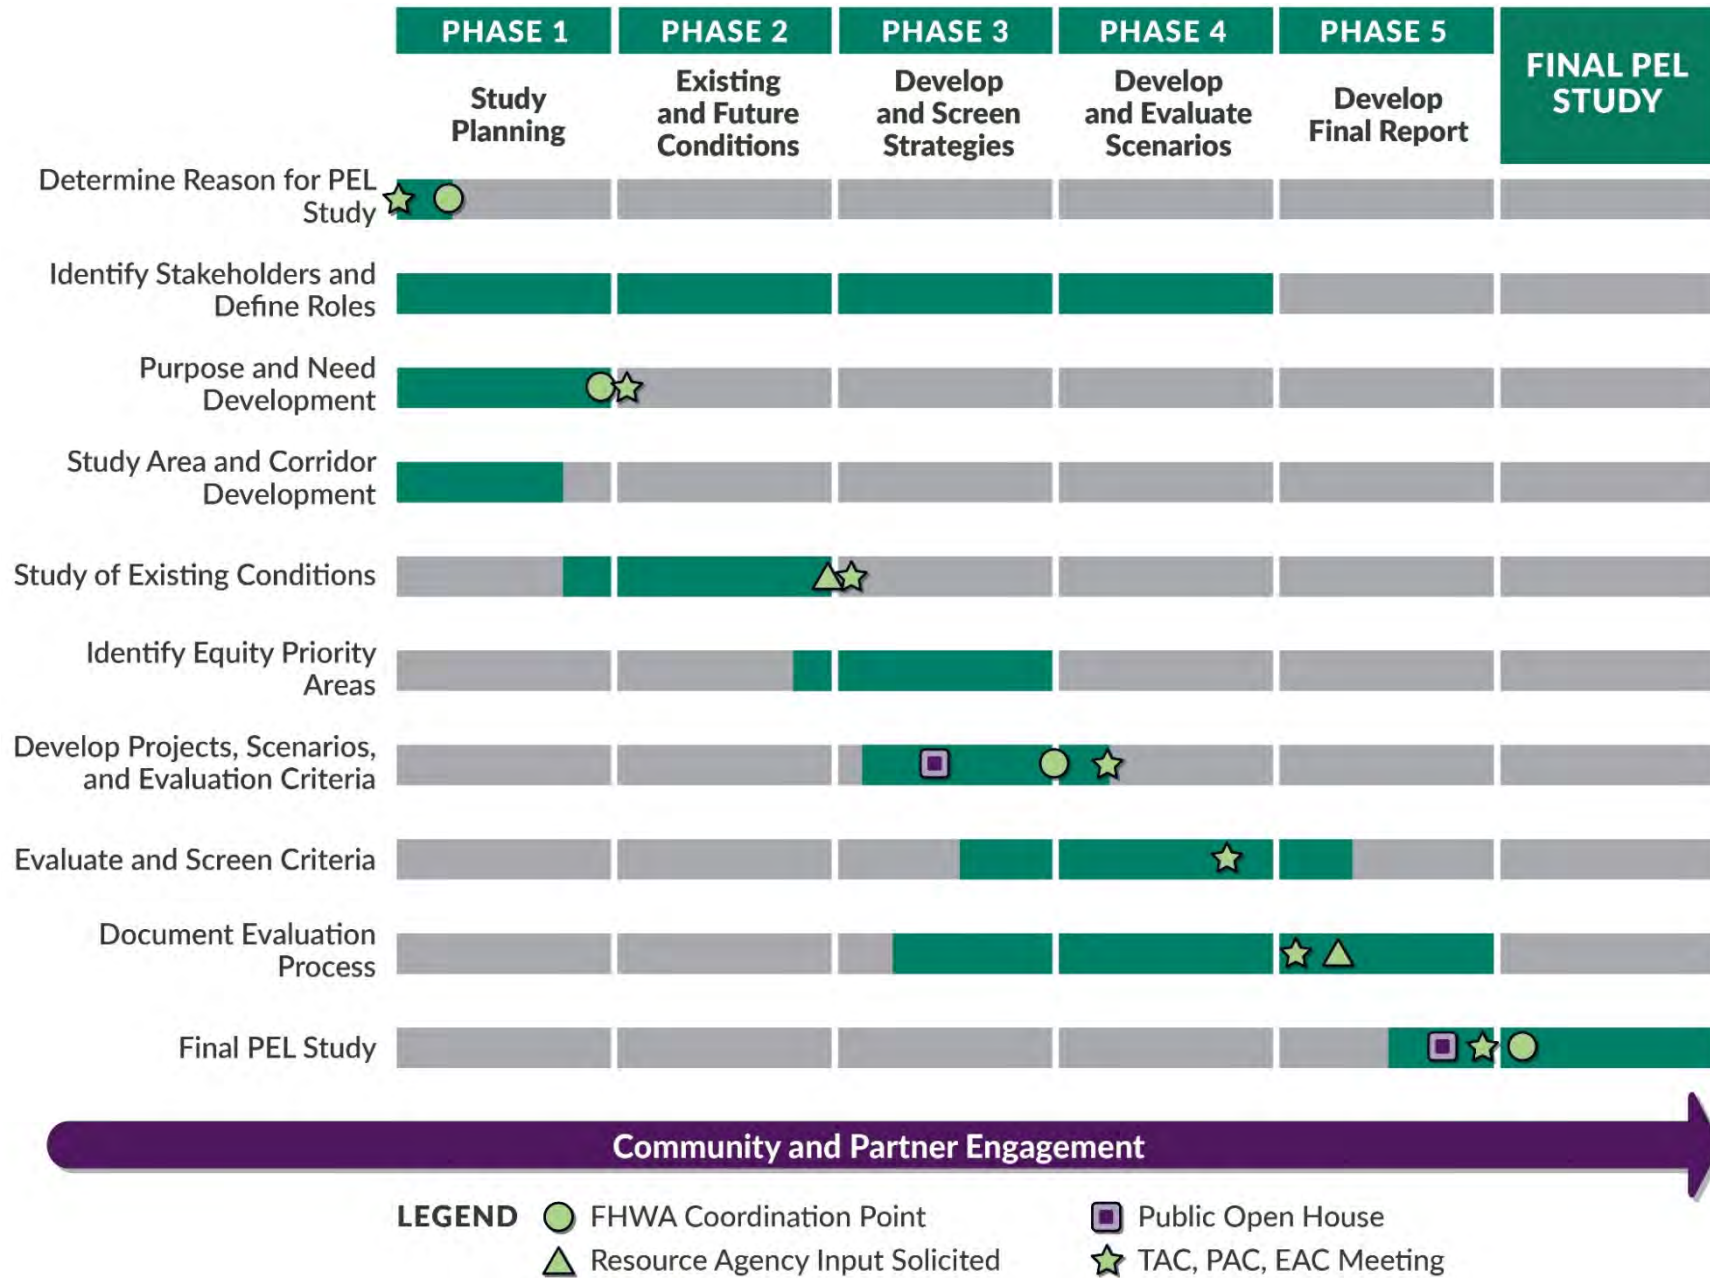 PHASE 1
PHASE 2
PHASE 3
PHASE 4
PHASE 5
FINAL PEL
STUDY
Study
Planning
Existing
and Future
Conditions
Develop
and Screen
Strategies
Develop
and Evaluate
Scenarios
Develop
Final Report
Determine Reason for PEL
Study
Identify Stakeholders and
Define Roles
Purpose and Need
Development
Study Area and Corridor
Development
Study of Existing Conditions
Identify Equity Priority
Areas
Develop Projects, Scenarios,
and Evaluation Criteria
Evaluate and Screen Criteria
Document Evaluation
Process
Final PEL Study
Community and Partner Engagement
LEGEND
FHWA Coordination Point
Public Open House
Resource Agency Input Solicited
TAC, PAC, EAC Meeting